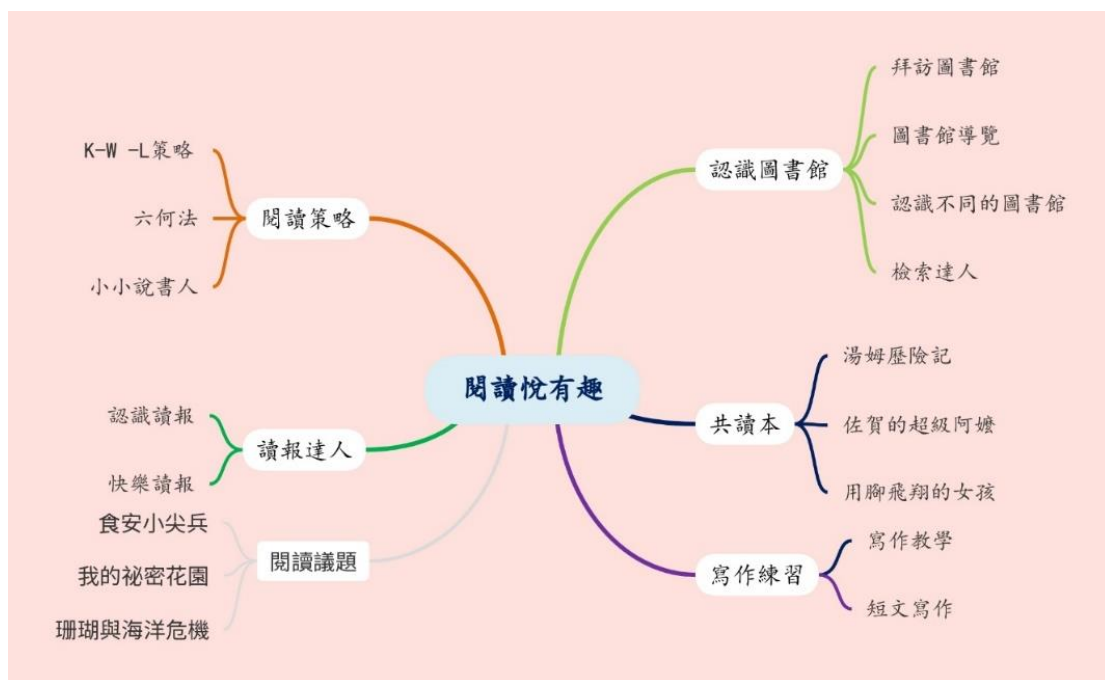 閱讀悅有趣
認識圖書館
拜訪圖書館
圖書館導覽
認識不同的圖書館
檢索達人
共讀本
湯姆歷險記
佐賀的超級阿嬤
用腳飛翔的女孩
寫作練習
寫作教學
短文寫作
閱讀策略
K-W -L策略
六何法
小小說書人
讀報達人
認識讀報
快樂讀報
閱讀議題
食安小尖兵
我的祕密花園
珊瑚與海洋危機